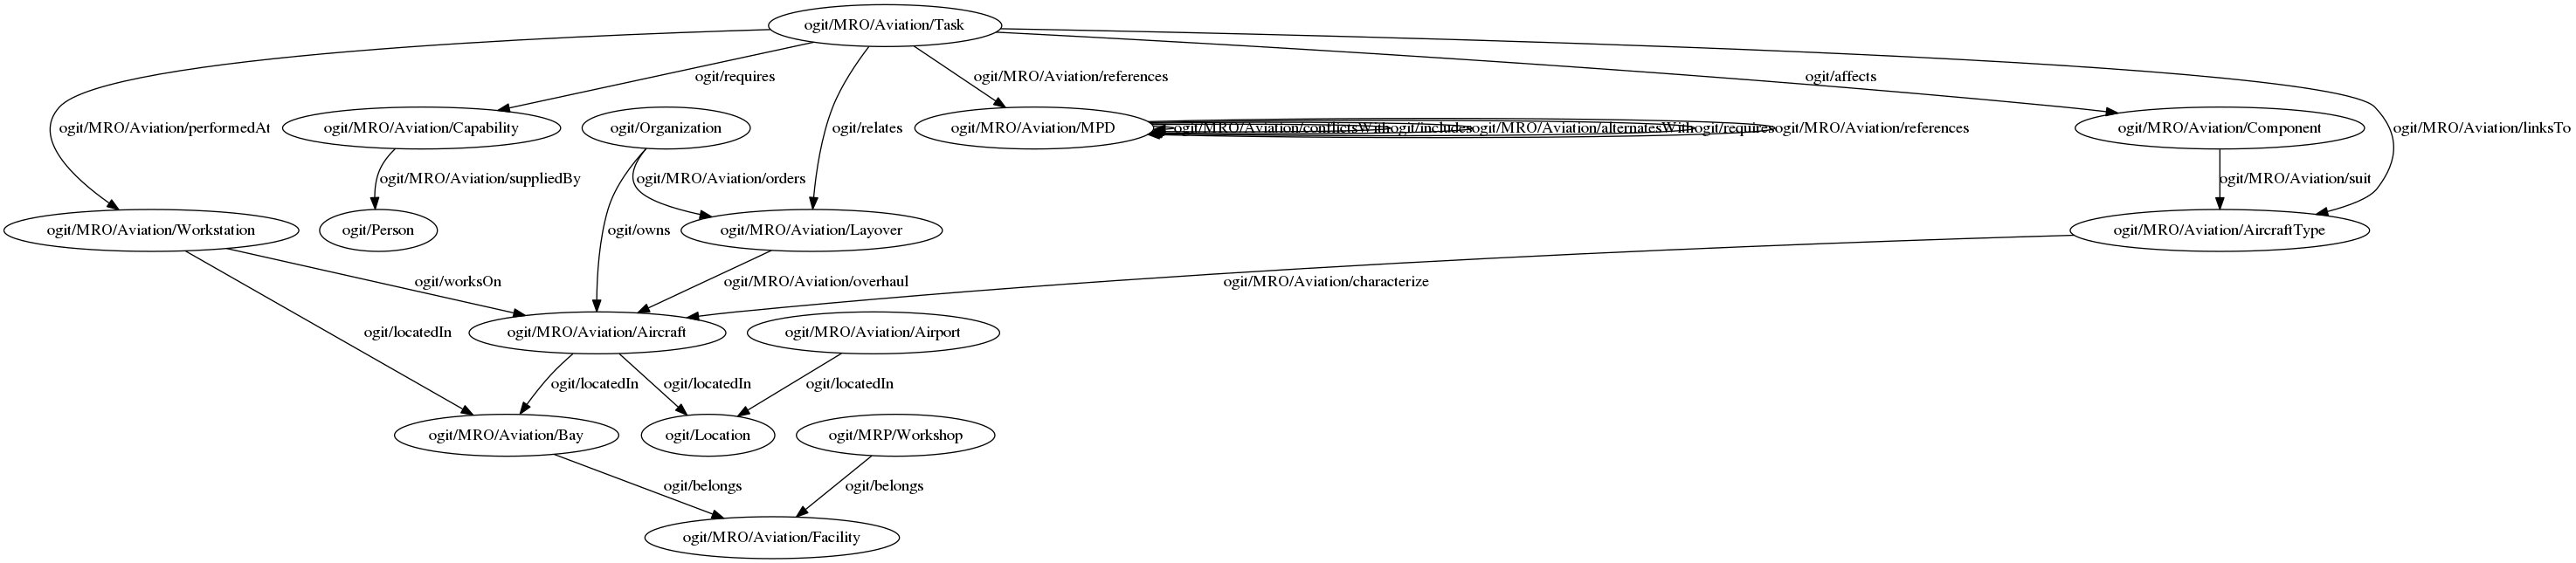 ogit/MRO/Aviation/Task
ogit/requires
ogit/MRO/Aviation/references
ogit/affects
ogit/MRO/Aviation/performedAt
ogit/MRO/Aviation/Capability
ogit/Organization
ogit/relates
ogit/MRO/Aviation/MPD
ogit/MRO/Aviation/conflictsWith
ogit/includes
ogit/MRO/Aviation/alternatesWith
ogit/requires
ogit/MRO/Aviation/references
ogit/MRO/Aviation/Component
ogit/MRO/Aviation/linksTo
ogit/MRO/Aviation/suppliedBy
ogit/MRO/Aviation/orders
ogit/MRO/Aviation/suit
ogit/MRO/Aviation/Workstation
ogit/Person
ogit/owns
ogit/MRO/Aviation/Layover
ogit/MRO/Aviation/AircraftType
ogit/worksOn
ogit/MRO/Aviation/overhaul
ogit/MRO/Aviation/characterize
ogit/locatedIn
ogit/MRO/Aviation/Aircraft
ogit/MRO/Aviation/Airport
ogit/locatedIn
ogit/locatedIn
ogit/locatedIn
ogit/MRO/Aviation/Bay
ogit/Location
ogit/MRP/Workshop
ogit/belongs
ogit/belongs
ogit/MRO/Aviation/Facility